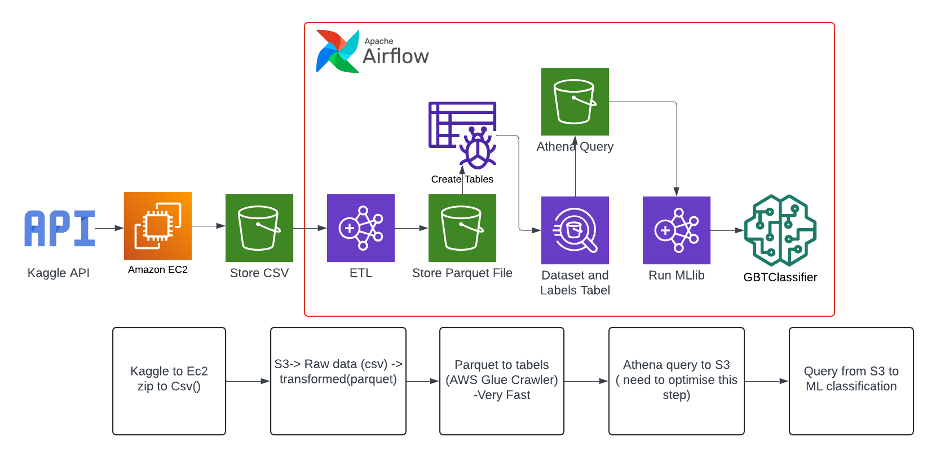 Apache
Airflow
Athena Query
Create Tables
API
Kaggle API
Amazon EC2
Store CSV
ETL
Store Parquet File
Dataset and
Labels Tabel
Run MLlib
GBTClassifier
Kaggle to Ec2
zip to Csv()
S3-> Raw data (csv) ->
transformed(parquet)
Parquet to tabels
(AWS Glue Crawler)
-Very Fast
Athena query to S3
( need to optimise this
step)
Query from S3 to
ML classification